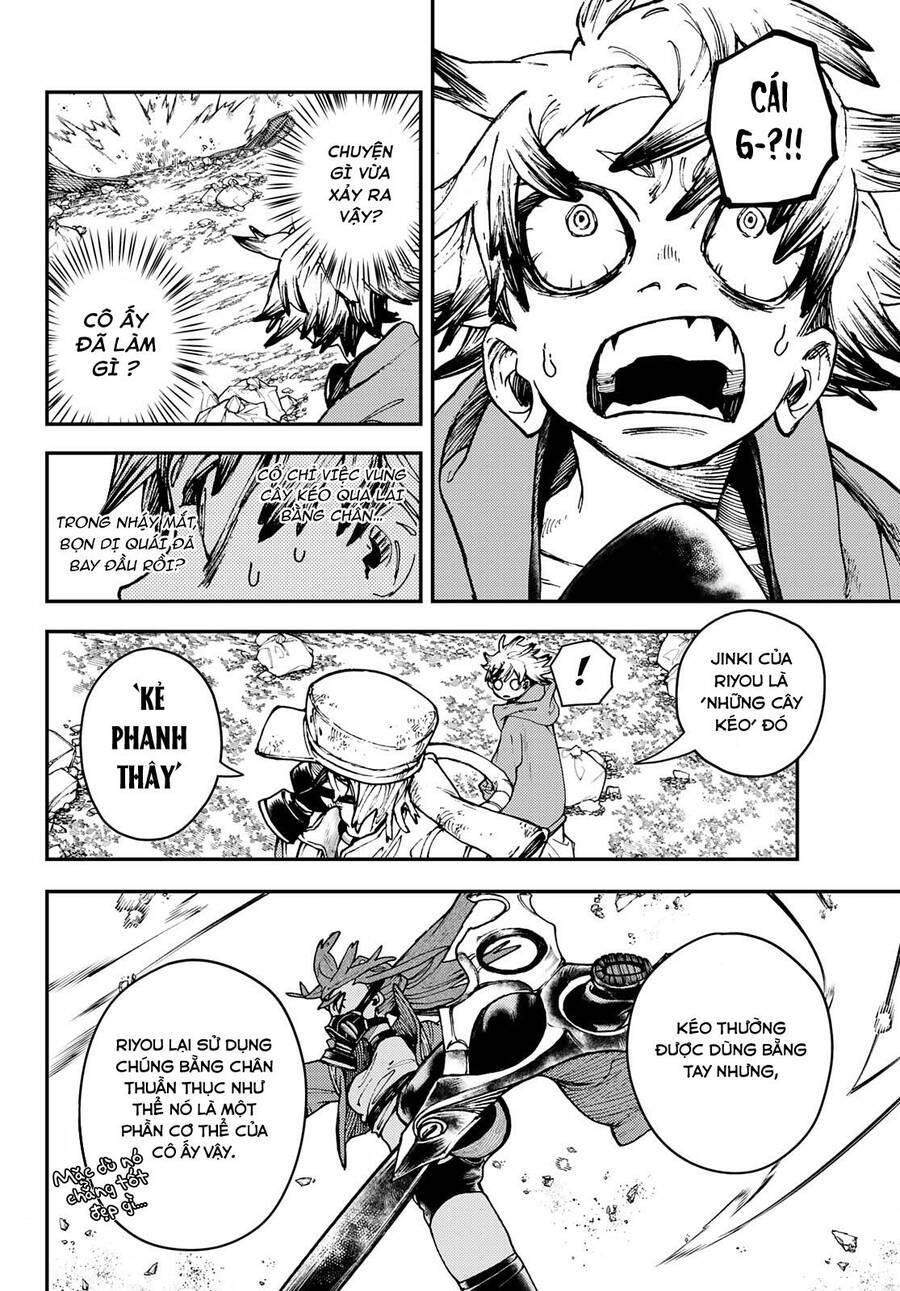 CÁI
G-?!!
CHUYỆN
GÌ VỪA
XẢY RA
VẬY?
CÔ ẤY
ĐÃ LÀM
GÌ ?
CỔ CHỈ VIỆC VUNG
CÂY KÉO QUA LẠI
BẰNG CHÂN...
TRONG NHẬY MẮT,
BỌN DỊ QUÁI ĐÃ
BAY ĐẦU RỒI?
JINKI CỦA
RIYOU LÀ
'NHỮNG CÂY
KÉO' ĐÓ
!
'KẺ
PHANH
THÂY'
KÉO THƯỜNG
ĐƯỢC DÙNG BẰNG
TAY NHƯNG,
RIYOU LẠI SỬ DỤNG
CHÚNG BẰNG CHÂN
THUẦN THỤC NHƯ
THỂ NÓ LÀ MỘT
PHẦN CƠ THỂ CỦA
CÔ ẤY VẬY.
Mặc dù nó
chẳng tốt
đẹp gì...